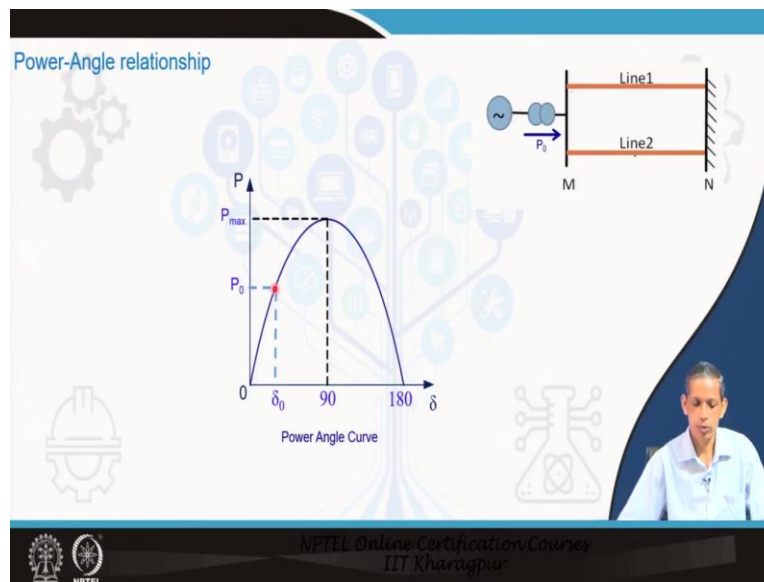 Power-Angle relationship
Line1
~
P₀
Line2
M
N
P
Pmax
P₀
0
δ₀
90
180
δ
Power Angle Curve
NPTEL Online Certification Courses
IIT Kharagpur
NPTEL